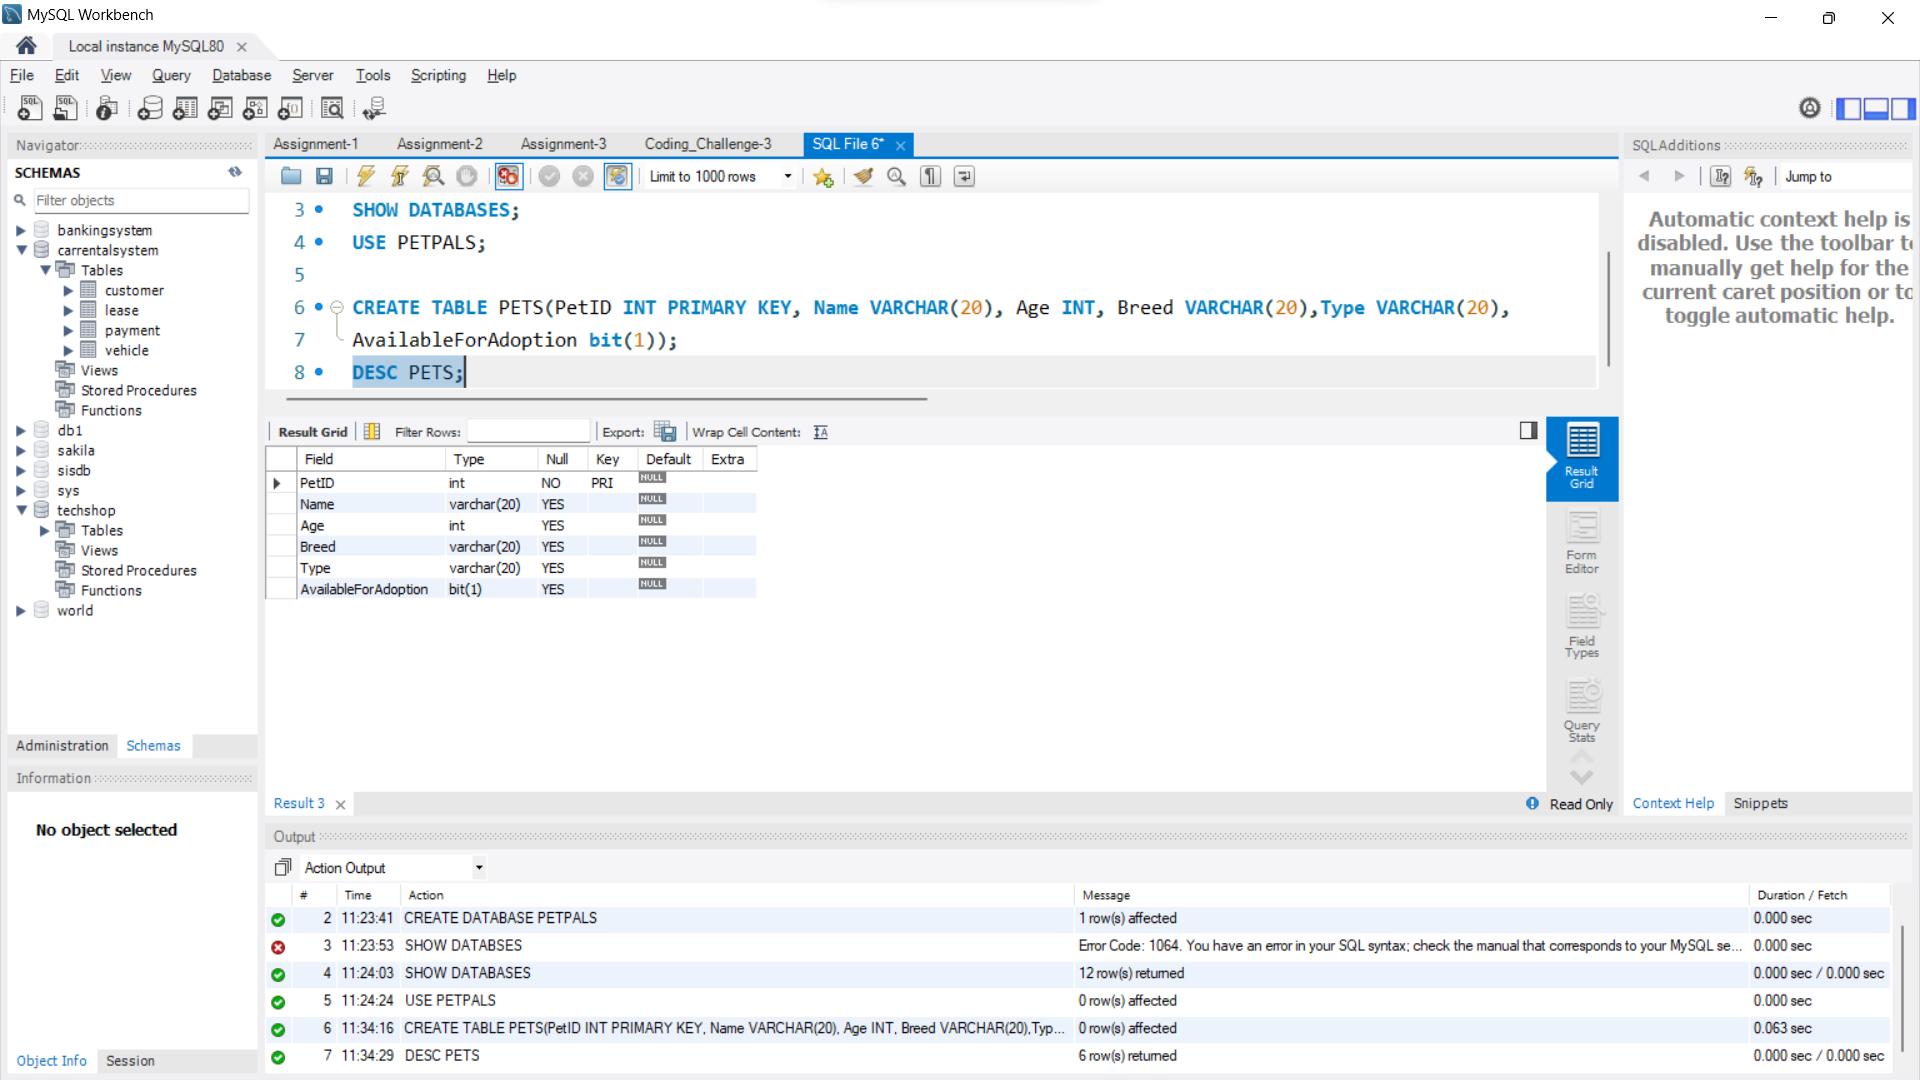 MySQL Workbench
Local instance MySQL80
File Edit View Query Database Server Tools Scripting Help
Navigator
SCHEMAS
Filter objects
bankingsystem
carrentalsystem
Tables
customer
lease
payment
vehicle
Views
Stored Procedures
Functions
db1
sakila
sisdb
sys
techshop
Tables
Views
Stored Procedures
Functions
world
Administration Schemas
Information
No object selected
Object Info Session
Assignment-1 Assignment-2 Assignment-3 Coding_Challenge-3 SQL File 6*
Limit to 1000 rows
3 SHOW DATABASES;
4 USE PETPALS;
5
6 CREATE TABLE PETS(PetID INT PRIMARY KEY, Name VARCHAR(20), Age INT, Breed VARCHAR(20),Type VARCHAR(20),
7 AvailableForAdoption bit(1));
8 DESC PETS;
Result Grid Filter Rows: Export: Wrap Cell Content:
Field Type Null Key Default Extra
PetID int NO PRI NULL
Name varchar(20) YES NULL
Age int YES NULL
Breed varchar(20) YES NULL
Type varchar(20) YES NULL
AvailableForAdoption bit(1) YES NULL
Result
Grid
Form
Editor
Field
Types
Query
Stats
Result 3
Read Only
SQLAdditions
Jump to
Automatic context help is
disabled. Use the toolbar to
manually get help for the
current caret position or to
toggle automatic help.
Context Help Snippets
Output
Action Output
# Time Action Message Duration / Fetch
2 11:23:41 CREATE DATABASE PETPALS 1 row(s) affected 0.000 sec
3 11:23:53 SHOW DATABSES Error Code: 1064. You have an error in your SQL syntax; check the manual that corresponds to your MySQL se... 0.000 sec
4 11:24:03 SHOW DATABASES 12 row(s) returned 0.000 sec / 0.000 sec
5 11:24:24 USE PETPALS 0 row(s) affected 0.000 sec
6 11:34:16 CREATE TABLE PETS(PetID INT PRIMARY KEY, Name VARCHAR(20), Age INT, Breed VARCHAR(20),Typ... 0 row(s) affected 0.063 sec
7 11:34:29 DESC PETS 6 row(s) returned 0.000 sec / 0.000 sec